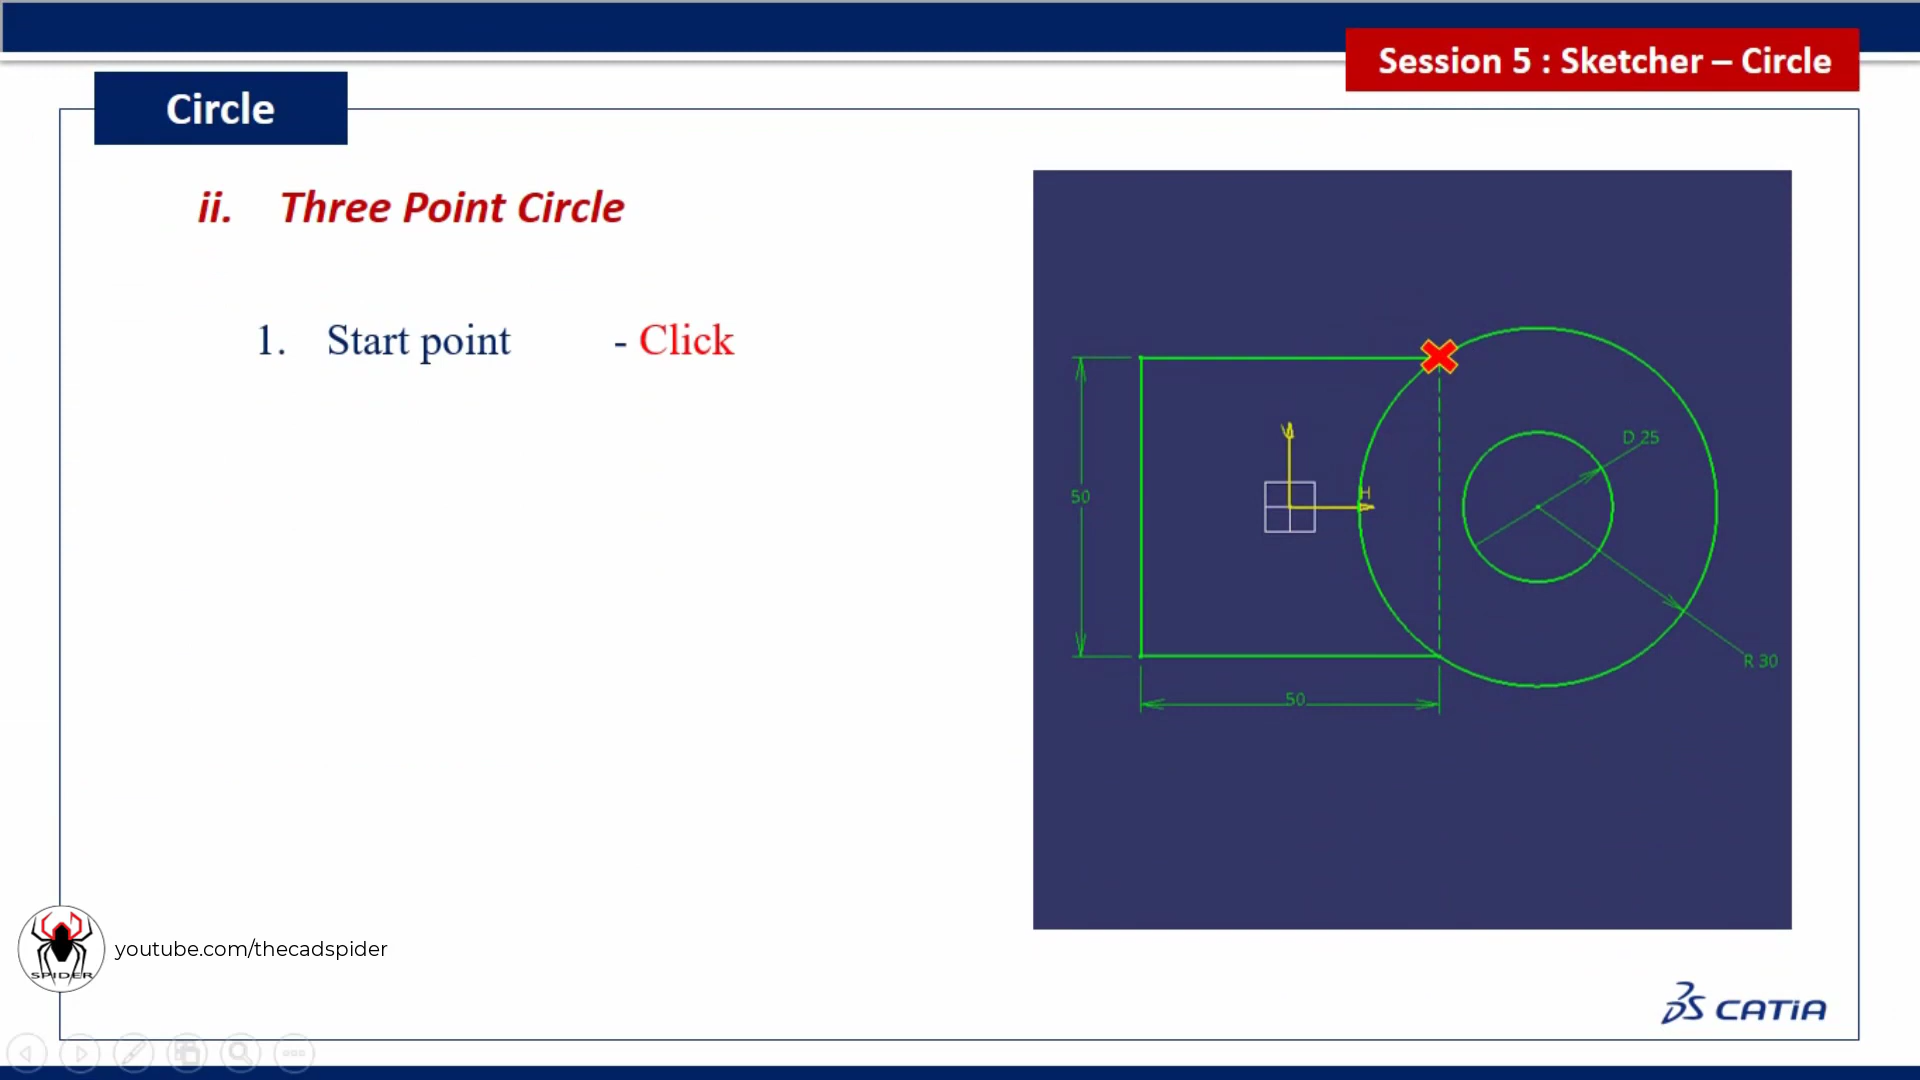 Session 5 : Sketcher – Circle
Circle
ii. Three Point Circle
1. Start point - Click
D 25
V
H
50
R 30
50
SPIDER
youtube.com/thecadspider
3DS CATIA